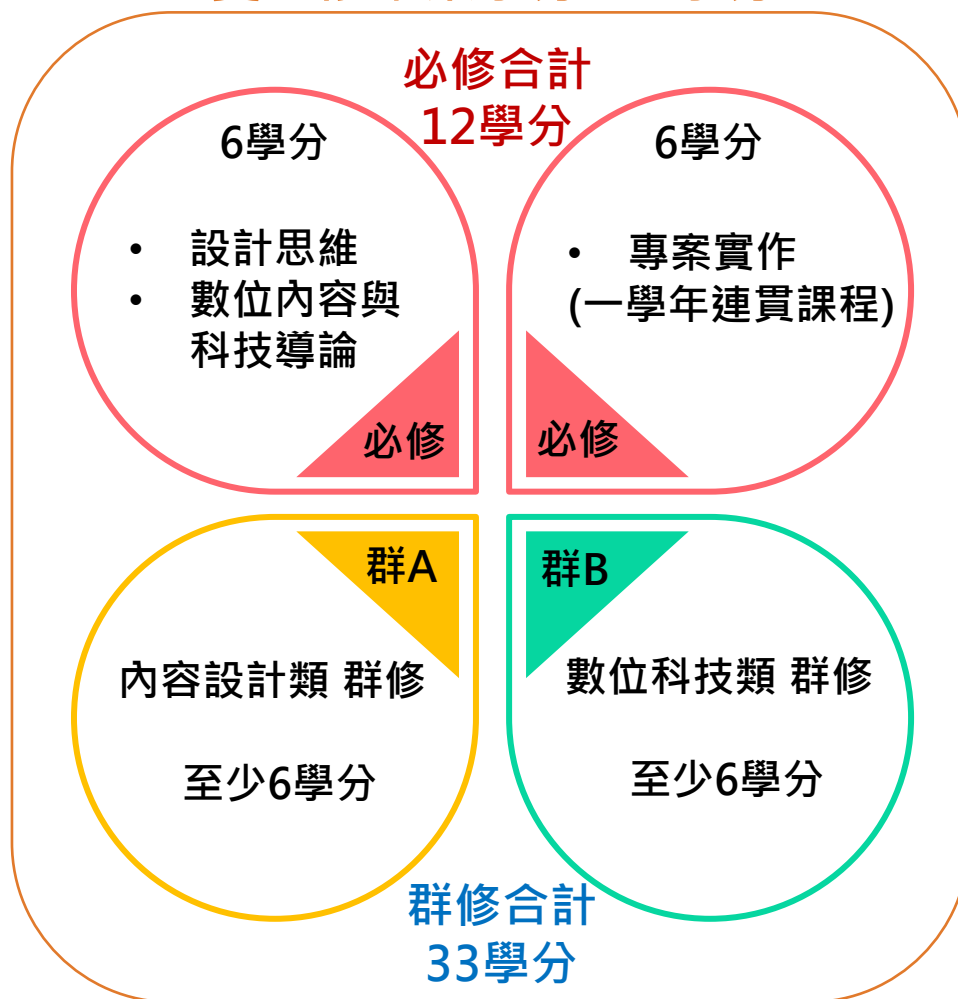 必修合計
12學分
6學分
• 設計思維
• 數位內容與
科技導論
必修
6學分
• 專案實作
(一學年連貫課程)
必修
群A
內容設計類 群修
至少6學分
群B
數位科技類 群修
至少6學分
群修合計
33學分